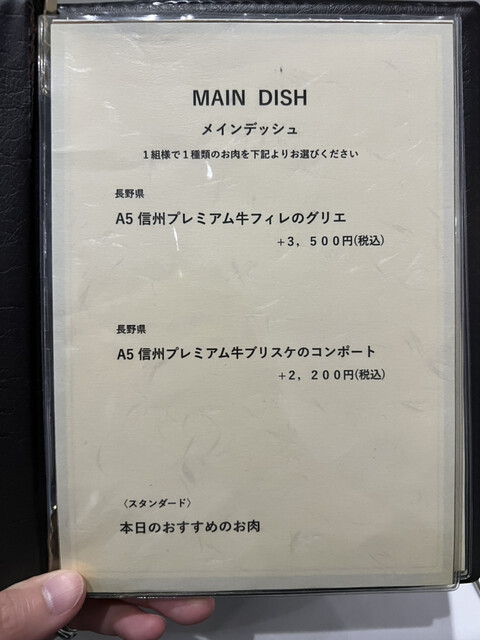 MAIN DISH
メインデッシュ
1組様で1種類のお肉を下記よりお選びください
長野県
A5 信州プレミアム牛フィレのグリエ
+3,500円(税込)
長野県
A5 信州プレミアム牛ブリスケのコンポート
+2,200円(税込)
〈スタンダード〉
本日のおすすめのお肉